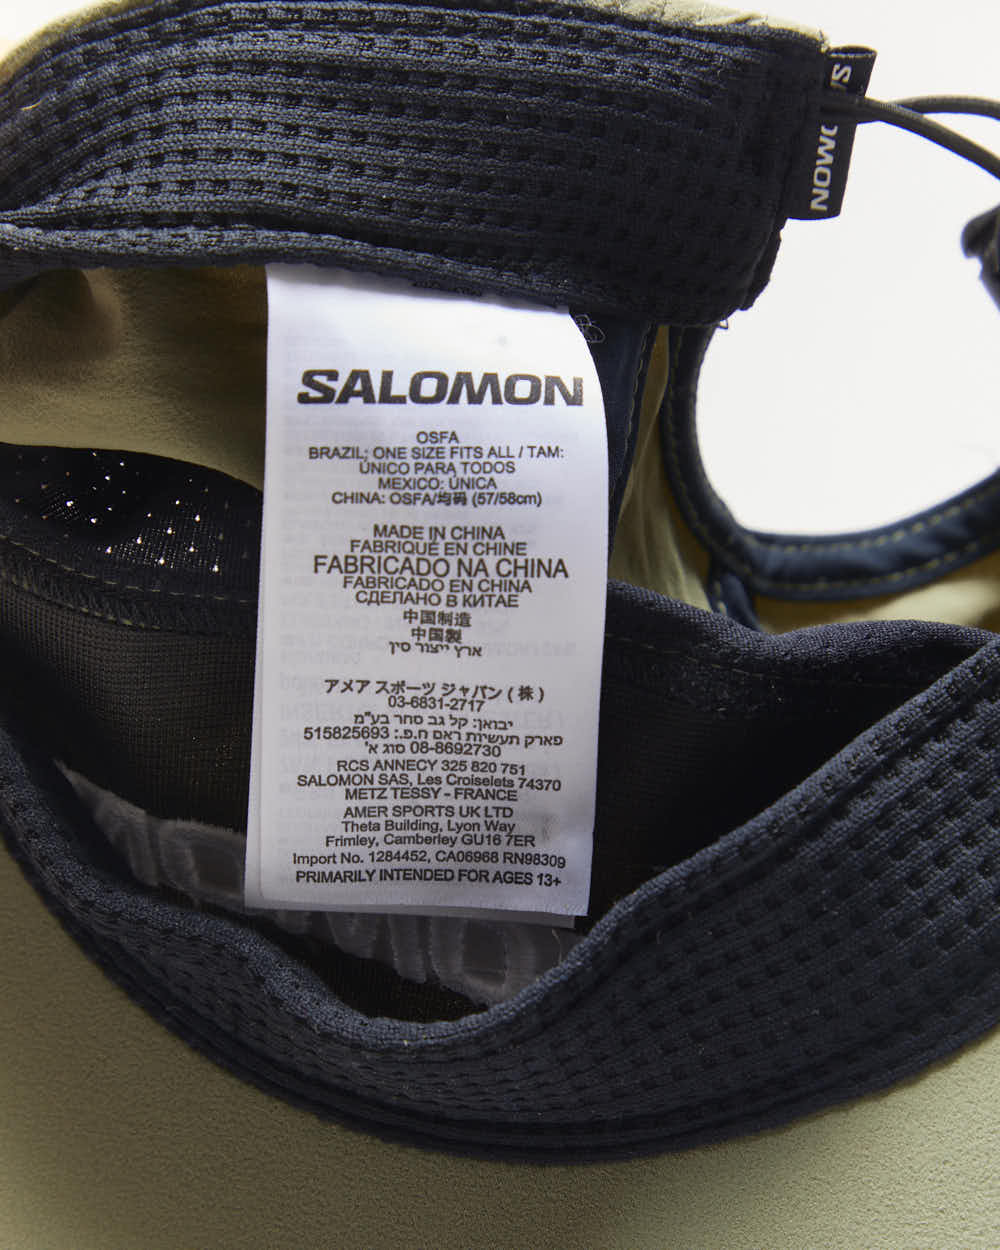 SALOMON
SALOMON
OSFA
BRAZIL: ONE SIZE FITS ALL / TAM:
ÚNICO PARA TODOS
MEXICO: ÚNICA
CHINA: OSFA/均码 (57/58cm)
MADE IN CHINA
FABRIQUÉ EN CHINE
FABRICADO NA CHINA
FABRICADO EN CHINA
СДЕЛАНО В КИТАЕ
中国制造
中国製
ארץ ייצור סין
アメア スポーツ ジャパン ( 株 )
03-6831-2717
יבואן: קל גב סחר בע"מ
פארק תעשיות ראם ח.פ.: 515825693
08-8692730 סוג א'
RCS ANNECY 325 820 751
SALOMON SAS, Les Croiselets 74370
METZ TESSY - FRANCE
AMER SPORTS UK LTD
Theta Building, Lyon Way
Frimley, Camberley GU16 7ER
Import No. 1284452, CA06968 RN98309
PRIMARILY INTENDED FOR AGES 13+